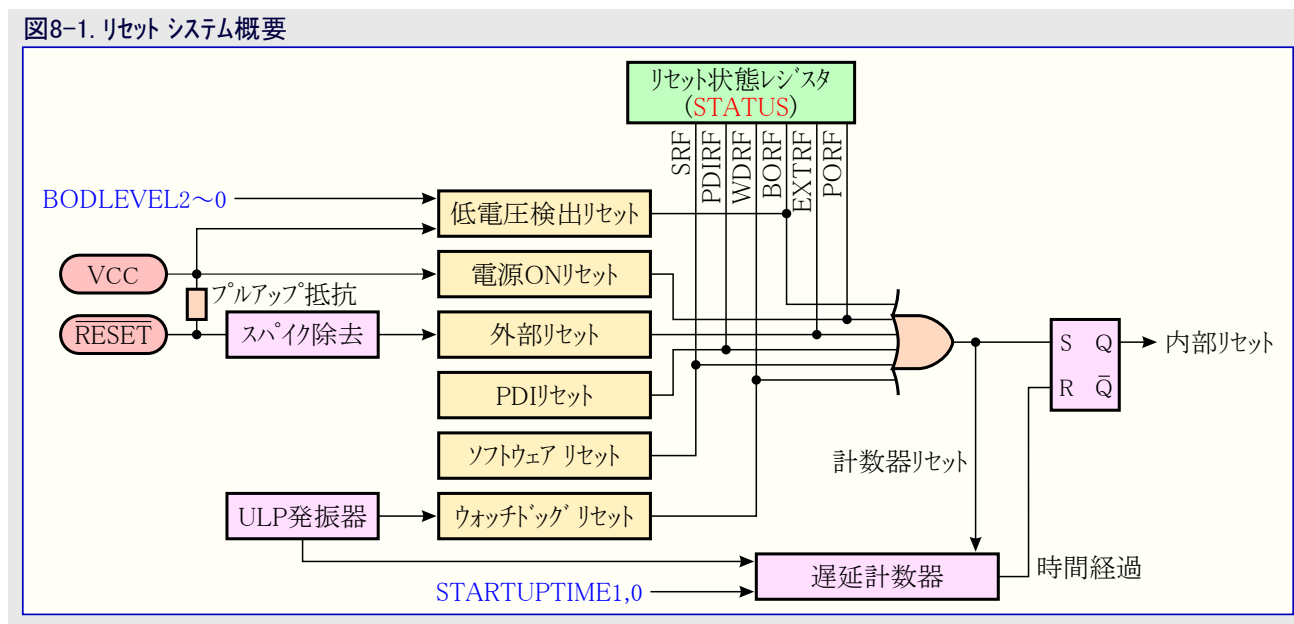 図8-1. リセット システム概要
リセット状態レジスタ
(STATUS)
SRF
PDIRF
WDRF
BORF
EXTRF
PORF
BODLEVEL2～0
低電圧検出リセット
VCC
電源ONリセット
プルアップ抵抗
RESET
スパイク除去
外部リセット
S Q
内部リセット
R Q̅
PDIリセット
ソフトウェア リセット
計数器リセット
ULP発振器
ウォッチドッグ リセット
遅延計数器
時間経過
STARTUPTIME1,0